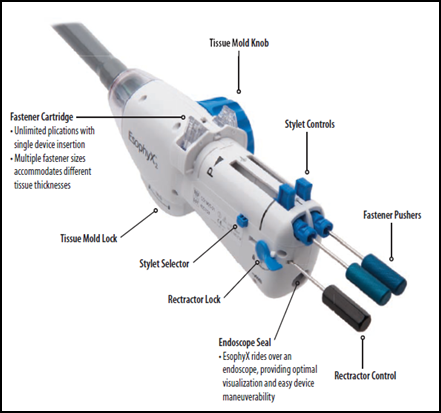 Tissue Mold Knob
Fastener Cartridge
• Unlimited plications with
single device insertion
• Multiple fastener sizes
accommodates different
tissue thicknesses
Stylet Controls
EsophyX2
P
Fastener Pushers
Tissue Mold Lock
Stylet Selector
Rectractor Lock
Endoscope Seal
• EsophyX rides over an
endoscope, providing optimal
visualization and easy device
maneuverability
Rectractor Control